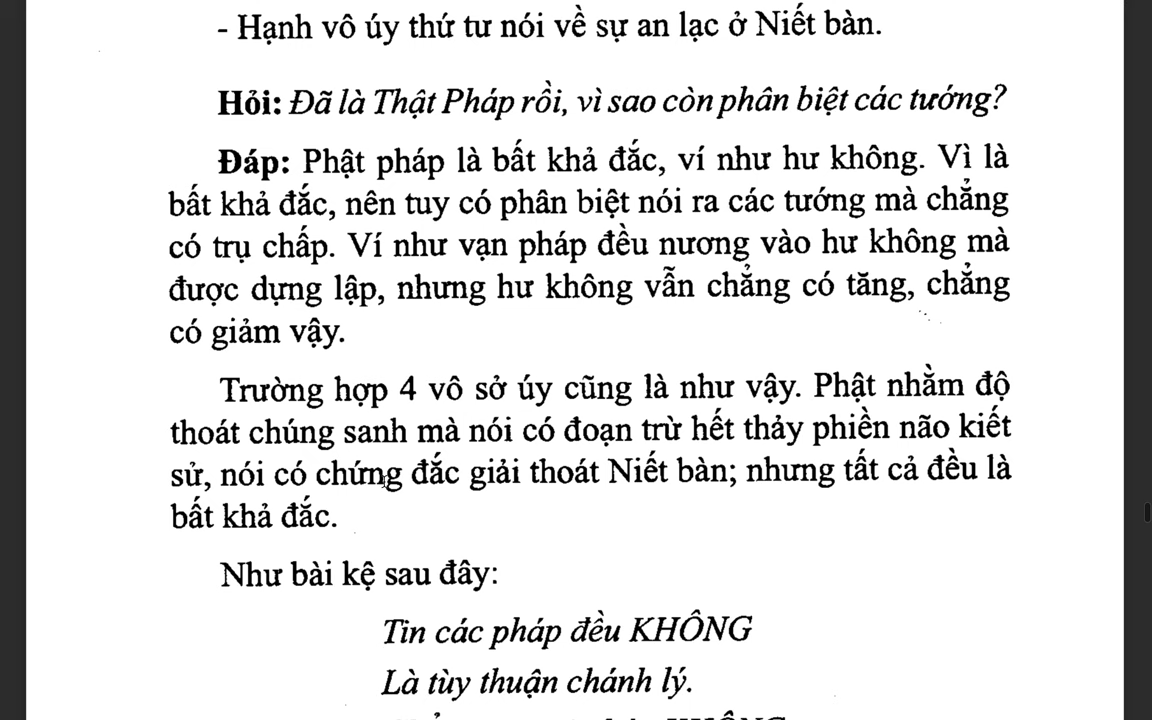 - Hạnh vô úy thứ tư nói về sự an lạc ở Niết bàn.
Hỏi: Đã là Thật Pháp rồi, vì sao còn phân biệt các tướng?
Đáp: Phật pháp là bất khả đắc, ví như hư không. Vì là
bất khả đắc, nên tuy có phân biệt nói ra các tướng mà chẳng
có trụ chấp. Ví như vạn pháp đều nương vào hư không mà
được dựng lập, nhưng hư không vẫn chẳng có tăng, chẳng
có giảm vậy.
Trường hợp 4 vô sở úy cũng là như vậy. Phật nhằm độ
thoát chúng sanh mà nói có đoạn trừ hết thảy phiền não kiết
sử, nói có chứng đắc giải thoát Niết bàn; nhưng tất cả đều là
bất khả đắc.
Như bài kệ sau đây:
Tin các pháp đều KHÔNG
Là tùy thuận chánh lý.